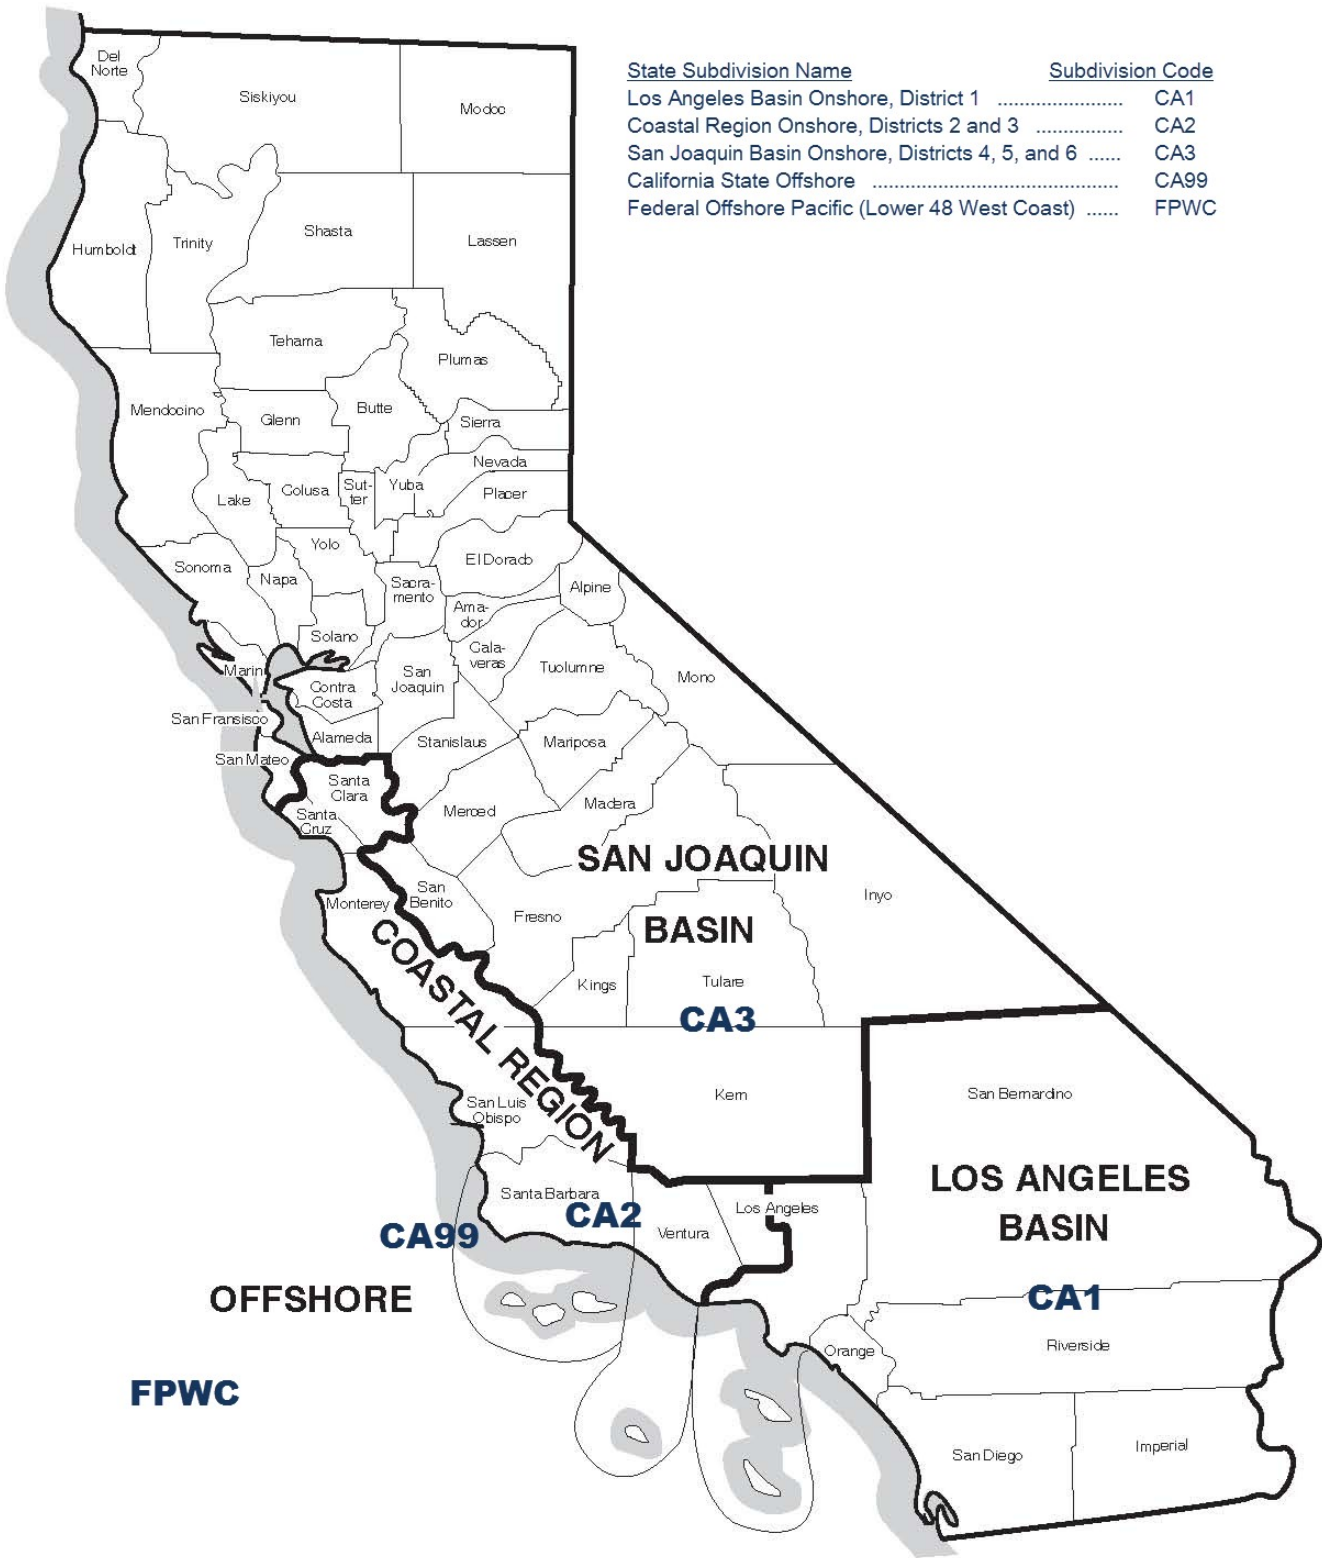 State Subdivision Name Subdivision Code
Los Angeles Basin Onshore, District 1 ....................... CA1
Coastal Region Onshore, Districts 2 and 3 ................ CA2
San Joaquin Basin Onshore, Districts 4, 5, and 6 ...... CA3
California State Offshore ............................................. CA99
Federal Offshore Pacific (Lower 48 West Coast) ...... FPWC
Del
Norte
Siskiyou
Modoc
Humboldt
Trinity
Shasta
Lassen
Tehama
Plumas
Mendocino
Glenn
Butte
Sierra
Nevada
Lake
Colusa
Sut-
ter
Yuba
Placer
Yolo
El Dorado
Sonoma
Napa
Sacra-
mento
Alpine
Ama-
dor
Solano
Cala-
veras
Tuolumne
Mono
Marin
Contra
Costa
San
Joaquin
San Fransisco
Alameda
Stanislaus
Mariposa
San Mateo
Santa
Clara
Santa
Cruz
Merced
Madera
SAN JOAQUIN
BASIN
Inyo
San
Benito
Monterey
Fresno
Kings
Tulare
CA3
COASTAL REGION
Kern
San Bernardino
San Luis
Obispo
LOS ANGELES
BASIN
Santa Barbara
CA2
Ventura
Los Angeles
CA99
OFFSHORE
CA1
Orange
Riverside
FPWC
San Diego
Imperial